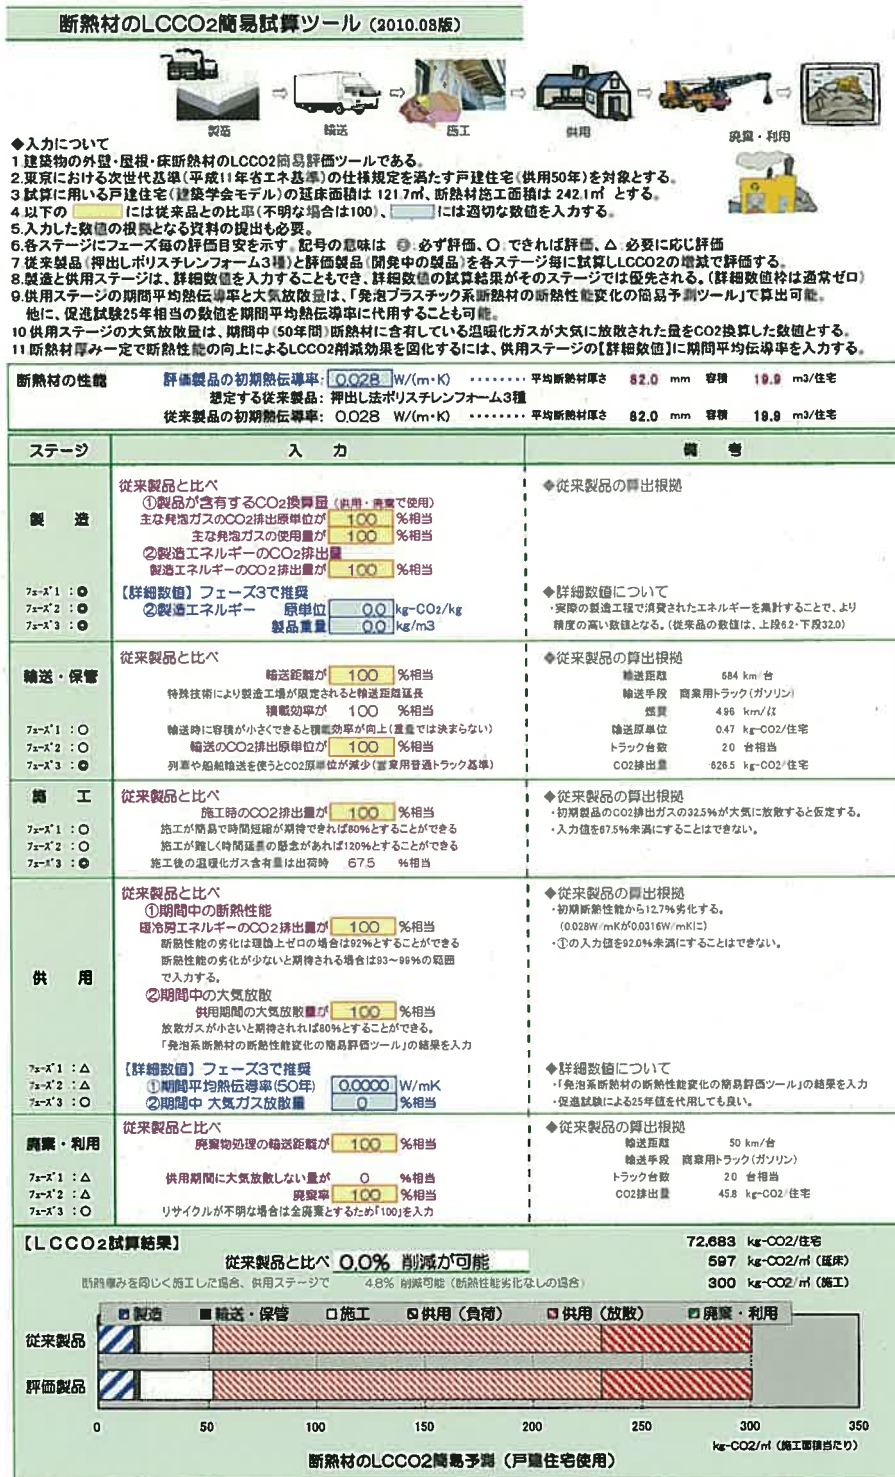 断熱材のLCCO2簡易試算ツール (2010.03版)
製造
輸送
施工
供用
廃棄・利用
◆入力について
1.建築物の外壁・屋根・床断熱材のLCCO2簡易評価ツールである。
2.東京における次世代基準(平成11年省エネ基準)の仕様規定を満たす戸建住宅(供用50年)を対象とする。
3.試算に用いる戸建住宅(建築学会モデル)の延床面積は 121.7㎡、断熱材施工面積は 242.1㎡ とする。
4.以下の には従来品との比率(不明な場合は100)、 には適切な数値を入力する。
5.入力した数値の根拠となる資料の提出も必要。
6.各ステージにフェーズ毎の評価目安を示す。記号の意味は ◎:必ず評価、○:できれば評価、△:必要に応じ評価
7.従来製品(押出しポリスチレンフォーム3種)と評価製品(開発中の製品)を各ステージ毎に試算しLCCO2の増減で評価する。
8.製造と供用ステージは、詳細数値を入力することもでき、詳細数値の試算結果がそのステージでは優先される。(詳細数値枠は通常ゼロ)
9.供用ステージの期間平均熱伝導率と大気放散量は、「発泡プラスチック系断熱材の断熱性能変化の簡易予測ツール」で算出可能。
他に、促進試験25年相当の数値を期間平均熱伝導率に代用することも可能。
10.供用ステージの大気放散量は、期間中(50年間)断熱材に含有している温暖化ガスが大気に放散された量をCO2換算した数値とする。
11.断熱材厚み一定で断熱性能の向上によるLCCO2削減効果を図化するには、供用ステージの【詳細数値】に期間平均伝導率を入力する。
断熱材の性能 評価製品の初期熱伝導率: 0.028 W/(m・K) ‥‥‥‥ 平均断熱材厚さ 82.0 mm 容積 19.9 m3/住宅
想定する従来製品: 押出し法ポリスチレンフォーム3種
従来製品の初期熱伝導率: 0.028 W/(m・K) ‥‥‥‥ 平均断熱材厚さ 82.0 mm 容積 19.9 m3/住宅
ステージ 入 力 備 考
製 造
従来製品と比べ
①製品が含有するCO2換算量 (供用・廃棄で使用)
主な発泡ガスのCO2排出原単位が 100 %相当
主な発泡ガスの使用量が 100 %相当
②製造エネルギーのCO2排出量
製造エネルギーのCO2排出量が 100 %相当
◆従来製品の算出根拠
フェーズ1 :◎ 【詳細数値】フェーズ3で推奨
フェーズ2 :◎ ②製造エネルギー 原単位 0.0 kg-CO2/kg
フェーズ3 :◎ 製品重量 0.0 kg/m3
◆詳細数値について
・実際の製造工程で消費されたエネルギーを集計することで、より
精度の高い数値となる。(従来品の数値は、上段6.2・下段32.0)
輸送・保管
従来製品と比べ
輸送距離が 100 %相当
特殊技術により製造工場が限定されると輸送距離延長
積載効率が 100 %相当
フェーズ1 :○ 輸送時に容積が小さくできると積載効率が向上(重量では決まらない)
フェーズ2 :○ 輸送のCO2排出原単位が 100 %相当
フェーズ3 :◎ 列車や船舶輸送を使うとCO2原単位が減少(営業用普通トラック基準)
◆従来製品の算出根拠
輸送距離 684 km/台
輸送手段 商業用トラック(ガソリン)
燃費 4.96 km/㍑
輸送原単位 0.47 kg-CO2/住宅
トラック台数 2.0 台相当
CO2排出量 626.5 kg-CO2/住宅
施 工
従来製品と比べ
施工時のCO2排出量が 100 %相当
フェーズ1 :○ 施工が簡易で時間短縮が期待できれば80%とすることができる
フェーズ2 :○ 施工が難しく時間延長の懸念があれば120%とすることができる
フェーズ3 :◎ 施工後の温暖化ガス含有量は出荷時 67.5 %相当
◆従来製品の算出根拠
・初期製品のCO2排出ガスの32.5%が大気に放散すると仮定する。
・入力値を67.5%未満にすることはできない。
供 用
従来製品と比べ
①期間中の断熱性能
暖冷房エネルギーのCO2排出量が 100 %相当
断熱性能の劣化は理論上ゼロの場合は92%とすることができる
断熱性能の劣化が少ないと期待される場合は93~99%の範囲
で入力する。
②期間中の大気放散
供用期間の大気放散量が 100 %相当
放散ガスが小さいと期待されれば80%とすることができる。
「発泡系断熱材の断熱性能変化の簡易評価ツール」の結果を入力
◆従来製品の算出根拠
・初期断熱性能から12.7%劣化する。
(0.028W/mKが0.0316W/mKに)
・①の入力値を92.0%未満にすることはできない。
フェーズ1 :△ 【詳細数値】フェーズ3で推奨
フェーズ2 :△ ①期間平均熱伝導率(50年) 0.0000 W/mK
フェーズ3 :○ ②期間中 大気ガス放散量 0 %相当
◆詳細数値について
・「発泡系断熱材の断熱性能変化の簡易評価ツール」の結果を入力
・促進試験による25年値を代用しても良い。
廃棄・利用
従来製品と比べ
廃棄物処理の輸送距離が 100 %相当
フェーズ1 :△ 供用期間に大気放散しない量が 0 %相当
フェーズ2 :△ 廃棄率 100 %相当
フェーズ3 :○ リサイクルが不明な場合は全廃棄とするため「100」を入力
◆従来製品の算出根拠
輸送距離 50 km/台
輸送手段 商業用トラック(ガソリン)
トラック台数 2.0 台相当
CO2排出量 45.8 kg-CO2/住宅
【LCCO2試算結果】
従来製品と比べ 0.0% 削減が可能
断熱厚みを同じく施工した場合、供用ステージで 4.8% 削減可能 (断熱性能劣化なしの場合)
72,683 kg-CO2/住宅
597 kg-CO2/㎡ (延床)
300 kg-CO2/㎡ (施工)
製造 輸送・保管 施工 供用(負荷) 供用(放散) 廃棄・利用
従来製品
評価製品
0 50 100 150 200 250 300 350
kg-CO2/㎡ (施工面積当たり)
断熱材のLCCO2簡易予測(戸建住宅使用)